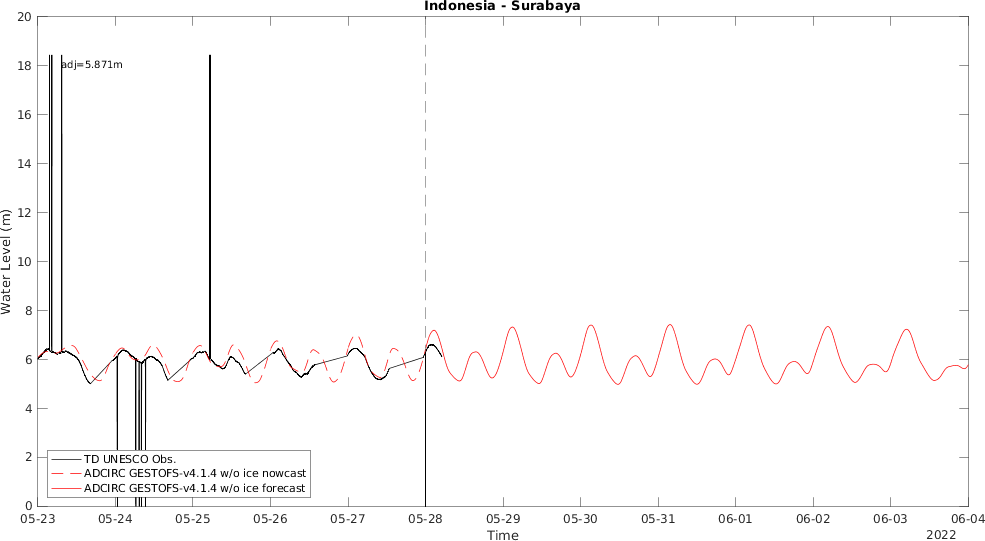 Indonesia - Surabaya
20
18
16
14
12
10
8
6
4
2
0
Water Level (m)
adj=5.871m
TD UNESCO Obs.
ADCIRC GESTOFS-v4.1.4 w/o ice nowcast
ADCIRC GESTOFS-v4.1.4 w/o ice forecast
05-23 05-24 05-25 05-26 05-27 05-28 05-29 05-30 05-31 06-01 06-02 06-03 06-04
Time
2022